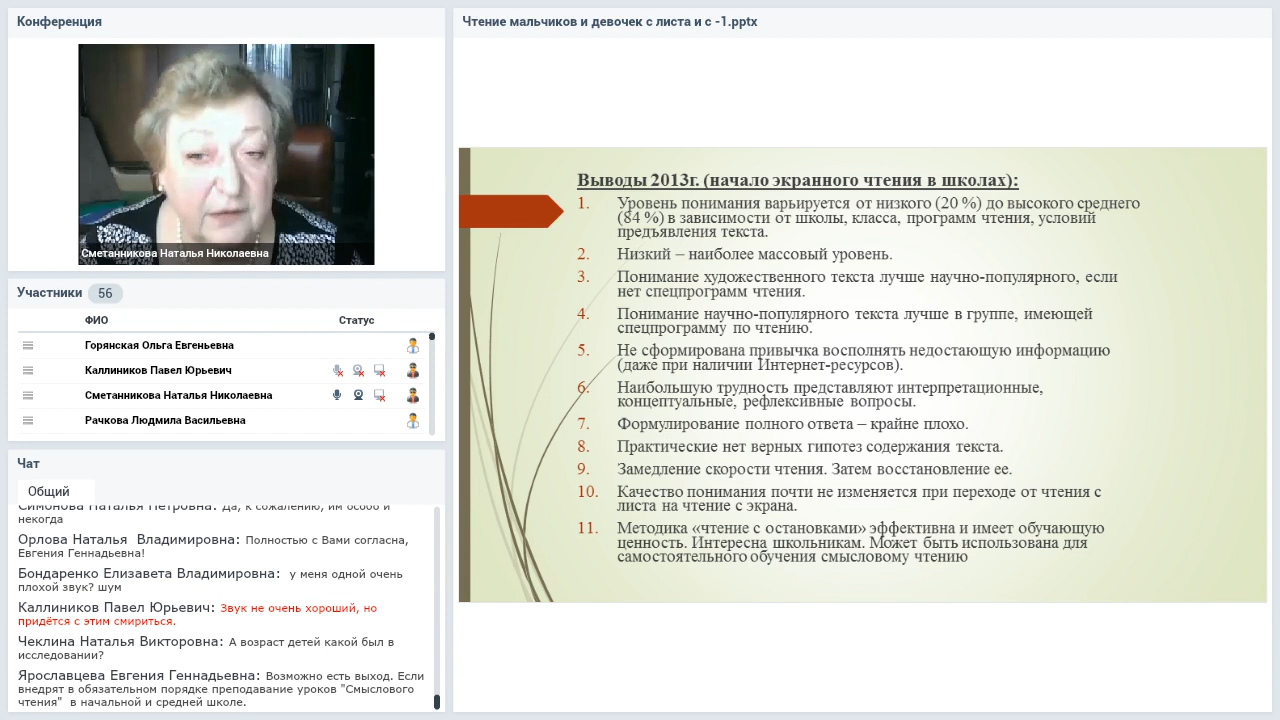 Конференция
Сметанникова Наталья Николаевна
Участники 56
ФИО Статус
Горянская Ольга Евгеньевна
Каллиников Павел Юрьевич
Сметанникова Наталья Николаевна
Рачкова Людмила Васильевна
Чат
Общий
Симонова Наталья Петровна: Да, к сожалению, им особо и
некогда
Орлова Наталья Владимировна: Полностью с Вами согласна,
Евгения Геннадьевна!
Бондаренко Елизавета Владимировна: у меня одной очень
плохой звук? шум
Каллиников Павел Юрьевич: Звук не очень хороший, но
придётся с этим смириться.
Чеклина Наталья Викторовна: А возраст детей какой был в
исследовании?
Ярославцева Евгения Геннадьевна: Возможно есть выход. Если
внедрят в обязательном порядке преподавание уроков "Смыслового
чтения" в начальной и средней школе.
Чтение мальчиков и девочек с листа и с -1.pptx
Выводы 2013г. (начало экранного чтения в школах):
1. Уровень понимания варьируется от низкого (20 %) до высокого среднего
(84 %) в зависимости от школы, класса, программ чтения, условий
предъявления текста.
2. Низкий – наиболее массовый уровень.
3. Понимание художественного текста лучше научно-популярного, если
нет спецпрограмм чтения.
4. Понимание научно-популярного текста лучше в группе, имеющей
спецпрограмму по чтению.
5. Не сформирована привычка восполнять недостающую информацию
(даже при наличии Интернет-ресурсов).
6. Наибольшую трудность представляют интерпретационные,
концептуальные, рефлексивные вопросы.
7. Формулирование полного ответа – крайне плохо.
8. Практические нет верных гипотез содержания текста.
9. Замедление скорости чтения. Затем восстановление ее.
10. Качество понимания почти не изменяется при переходе от чтения с
листа на чтение с экрана.
11. Методика «чтение с остановками» эффективна и имеет обучающую
ценность. Интересна школьникам. Может быть использована для
самостоятельного обучения смысловому чтению